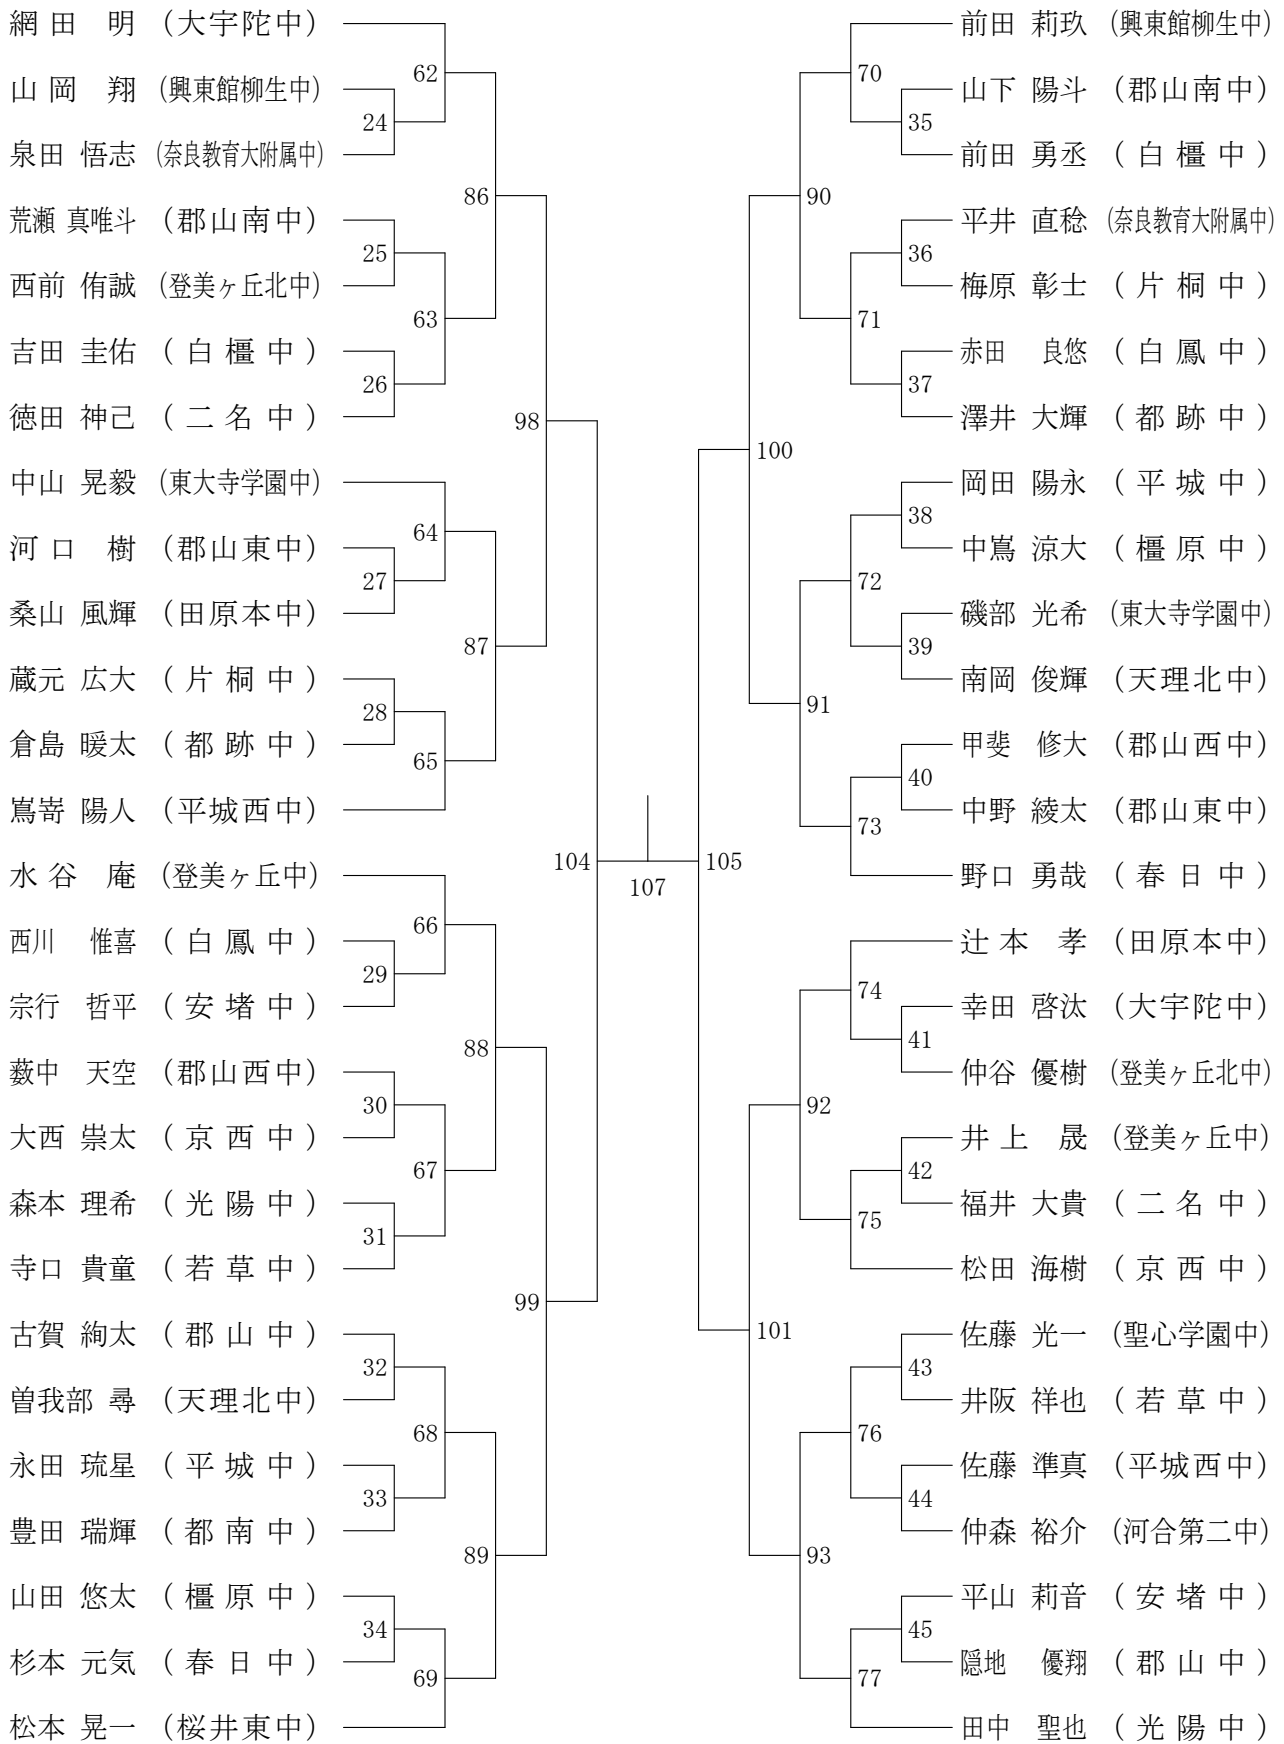 網田 明 (大宇陀中)
62
山岡 翔 (興東館柳生中)
24
泉田 悟志 (奈良教育大附属中)
86
荒瀬 真唯斗 (郡山南中)
25
西前 侑誠 (登美ヶ丘北中)
63
吉田 圭佑 (白橿中)
26
徳田 神己 (二名中)
98
中山 晃毅 (東大寺学園中)
64
河口 樹 (郡山東中)
27
桑山 風輝 (田原本中)
87
蔵元 広大 (片桐中)
28
倉島 暖太 (都跡中)
65
嶌嵜 陽人 (平城西中)
104
水谷 庵 (登美ヶ丘中)
66
西川 惟喜 (白鳳中)
29
宗行 哲平 (安堵中)
88
薮中 天空 (郡山西中)
30
大西 崇太 (京西中)
67
森本 理希 (光陽中)
31
寺口 貴童 (若草中)
99
古賀 絢太 (郡山中)
32
曽我部 尋 (天理北中)
68
永田 琉星 (平城中)
33
豊田 瑞輝 (都南中)
89
山田 悠太 (橿原中)
34
杉本 元気 (春日中)
69
松本 晃一 (桜井東中)
107
前田 莉玖 (興東館柳生中)
70
山下 陽斗 (郡山南中)
35
前田 勇丞 (白橿中)
90
平井 直稔 (奈良教育大附属中)
36
梅原 彰士 (片桐中)
71
赤田 良悠 (白鳳中)
37
澤井 大輝 (都跡中)
100
岡田 陽永 (平城中)
38
中嶌 涼大 (橿原中)
72
磯部 光希 (東大寺学園中)
39
南岡 俊輝 (天理北中)
91
甲斐 修大 (郡山西中)
40
中野 綾太 (郡山東中)
73
野口 勇哉 (春日中)
105
辻本 孝 (田原本中)
74
幸田 啓汰 (大宇陀中)
41
仲谷 優樹 (登美ヶ丘北中)
92
井上 晟 (登美ヶ丘中)
42
福井 大貴 (二名中)
75
松田 海樹 (京西中)
101
佐藤 光一 (聖心学園中)
43
井阪 祥也 (若草中)
76
佐藤 準真 (平城西中)
44
仲森 裕介 (河合第二中)
93
平山 莉音 (安堵中)
45
隠地 優翔 (郡山中)
77
田中 聖也 (光陽中)